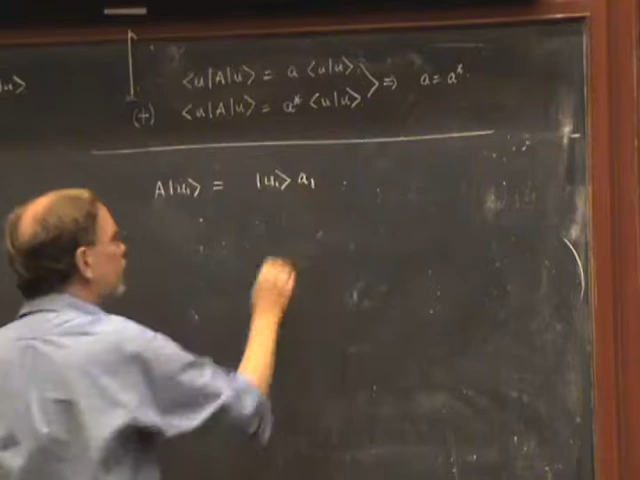 u⟩
⟨u|A|u⟩ = a ⟨u|u⟩
(+) ⟨u|A|u⟩ = a* ⟨u|u⟩ ⟩ ⇒ a = a*.
A|u₁⟩ = |u₁⟩ a₁